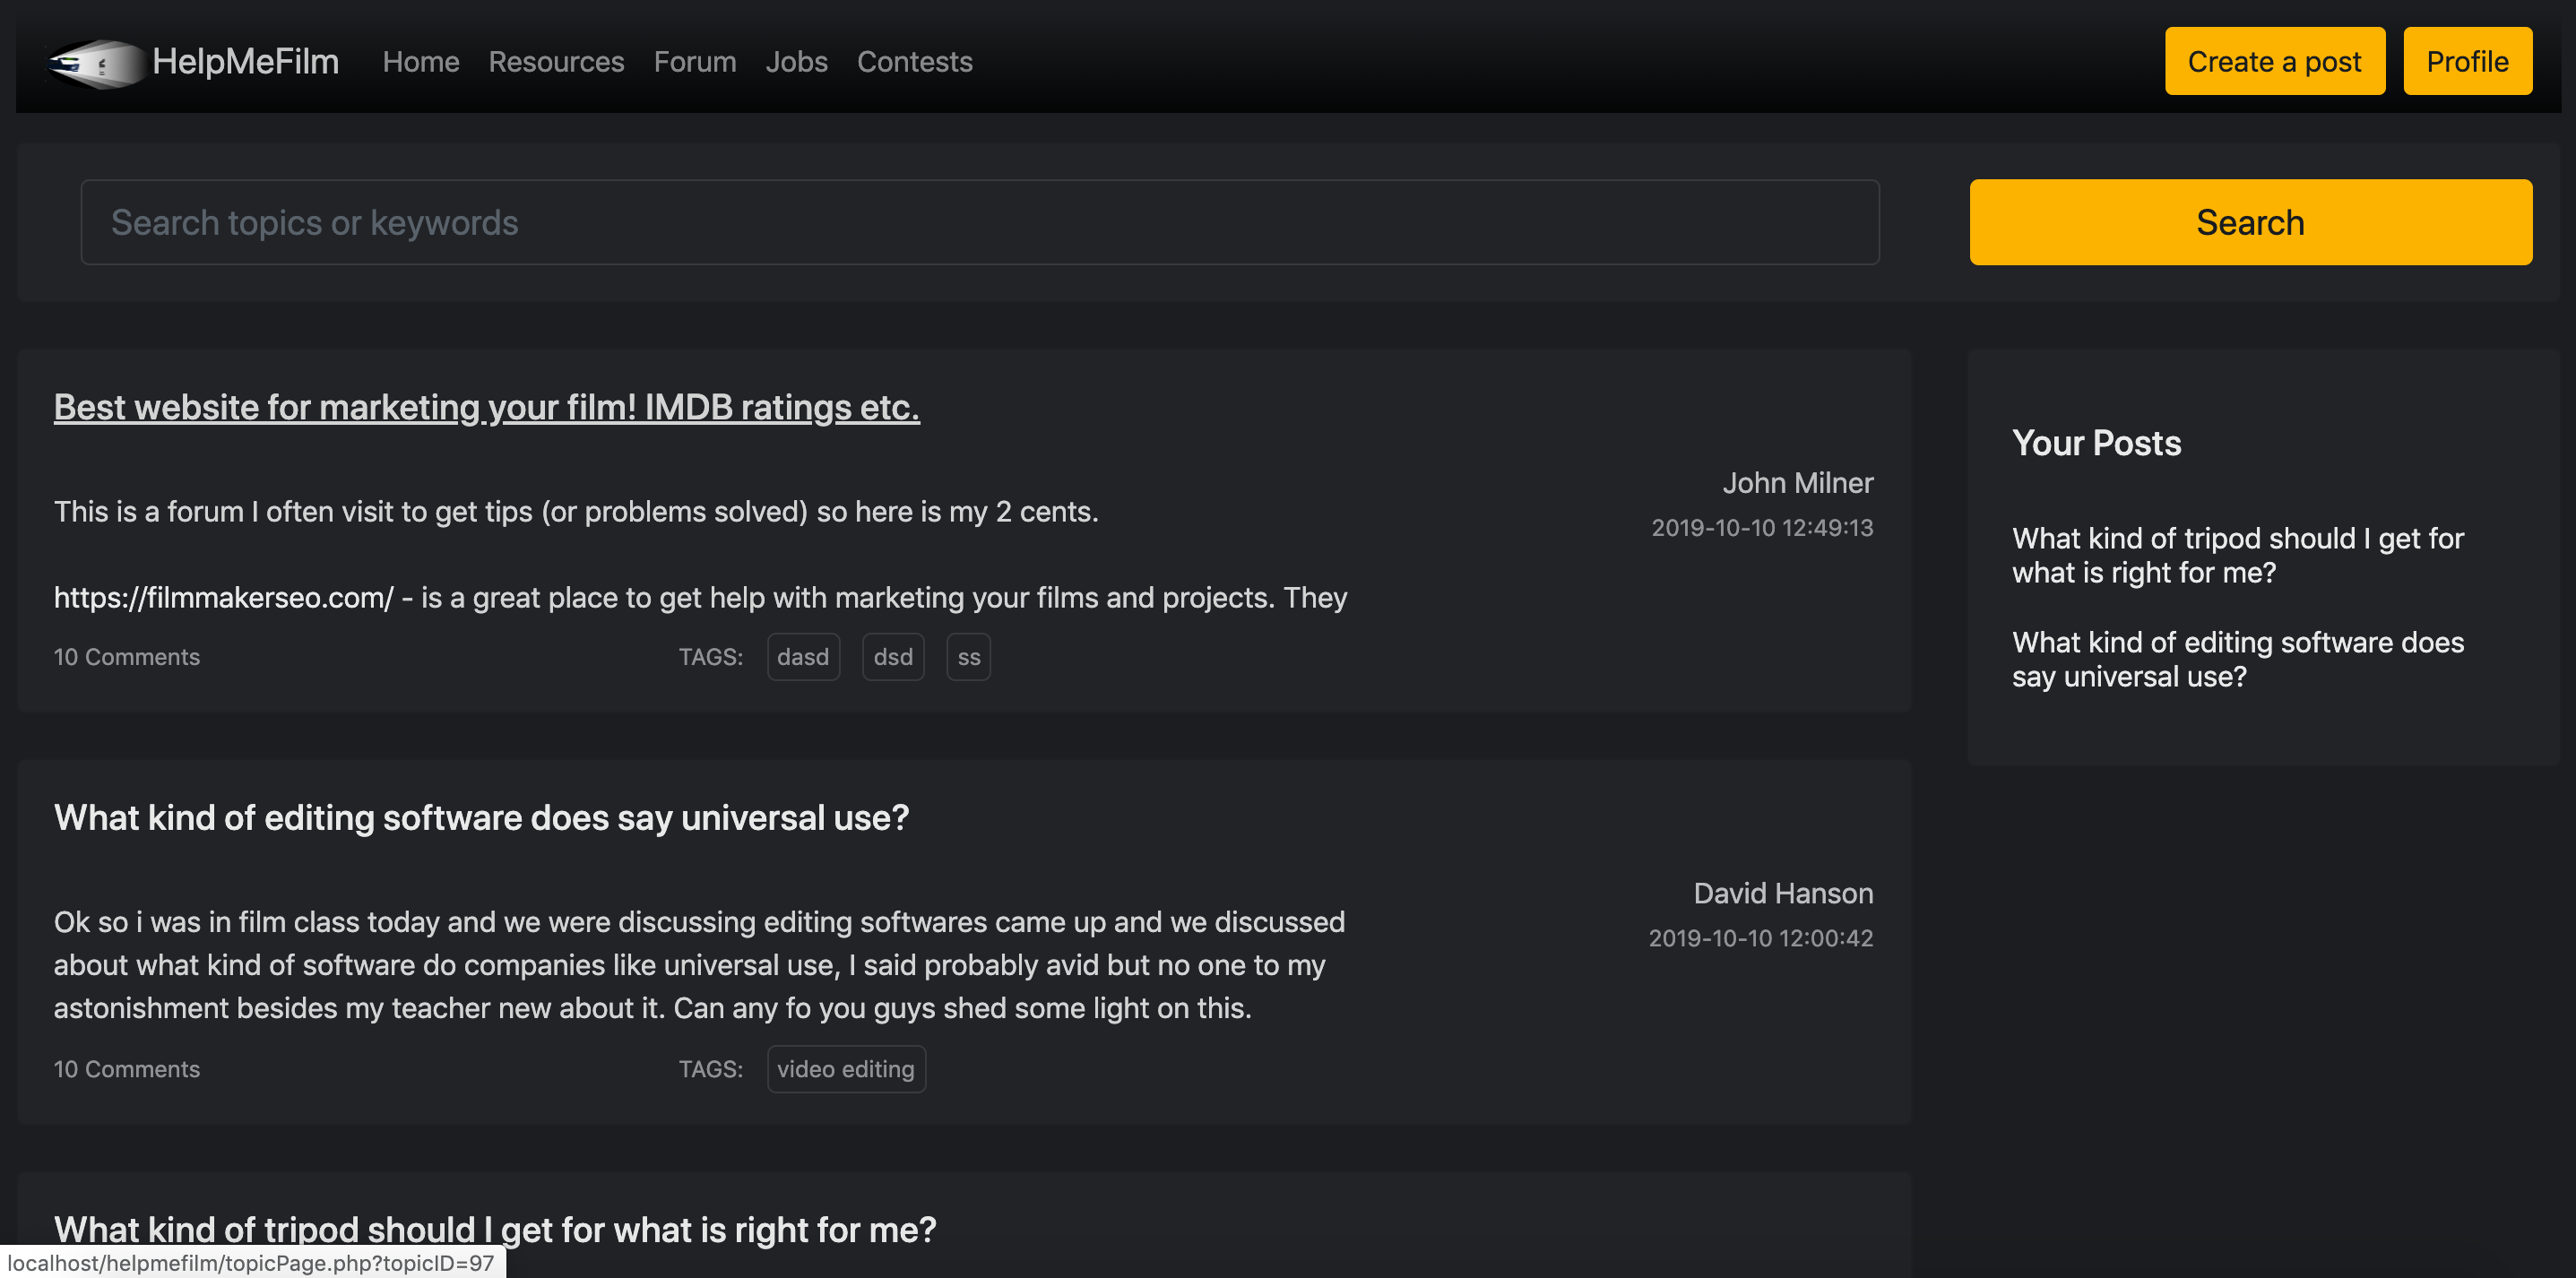 HelpMeFilm Home Resources Forum Jobs Contests Create a post Profile
Search topics or keywords Search
Best website for marketing your film! IMDB ratings etc.
John Milner
2019-10-10 12:49:13
This is a forum I often visit to get tips (or problems solved) so here is my 2 cents.
https://filmmakerseo.com/ - is a great place to get help with marketing your films and projects. They
10 Comments TAGS: dasd dsd ss
What kind of editing software does say universal use?
David Hanson
2019-10-10 12:00:42
Ok so i was in film class today and we were discussing editing softwares came up and we discussed
about what kind of software do companies like universal use, I said probably avid but no one to my
astonishment besides my teacher new about it. Can any fo you guys shed some light on this.
10 Comments TAGS: video editing
What kind of tripod should I get for what is right for me?
Your Posts
What kind of tripod should I get for
what is right for me?
What kind of editing software does
say universal use?
localhost/helpmefilm/topicPage.php?topicID=97